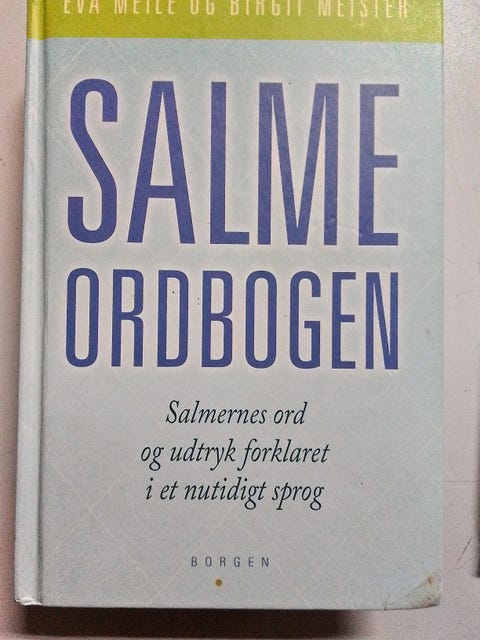 EVA MEILE OG BIRGIT MEISTER
SALME
ORDBOGEN
Salmernes ord
og udtryk forklaret
i et nutidigt sprog
BORGEN